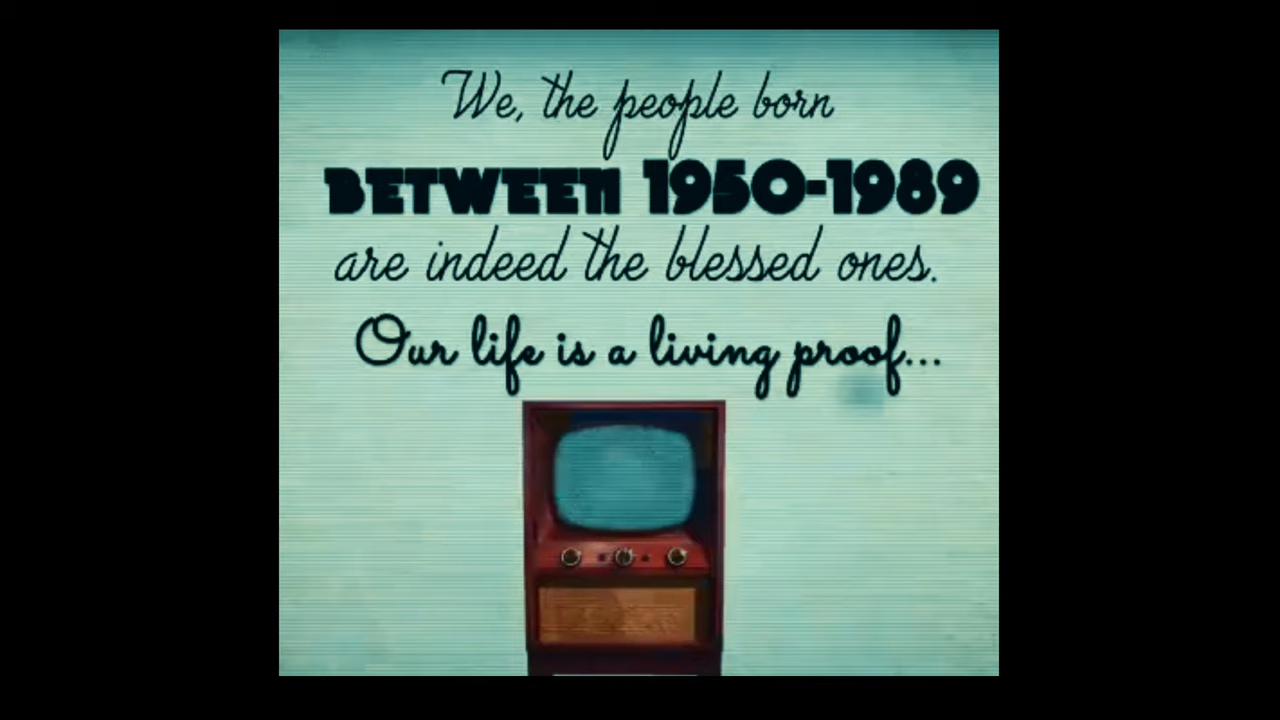 We, the people born
BETWEEN 1950-1989
are indeed the blessed ones.
Our life is a living proof...